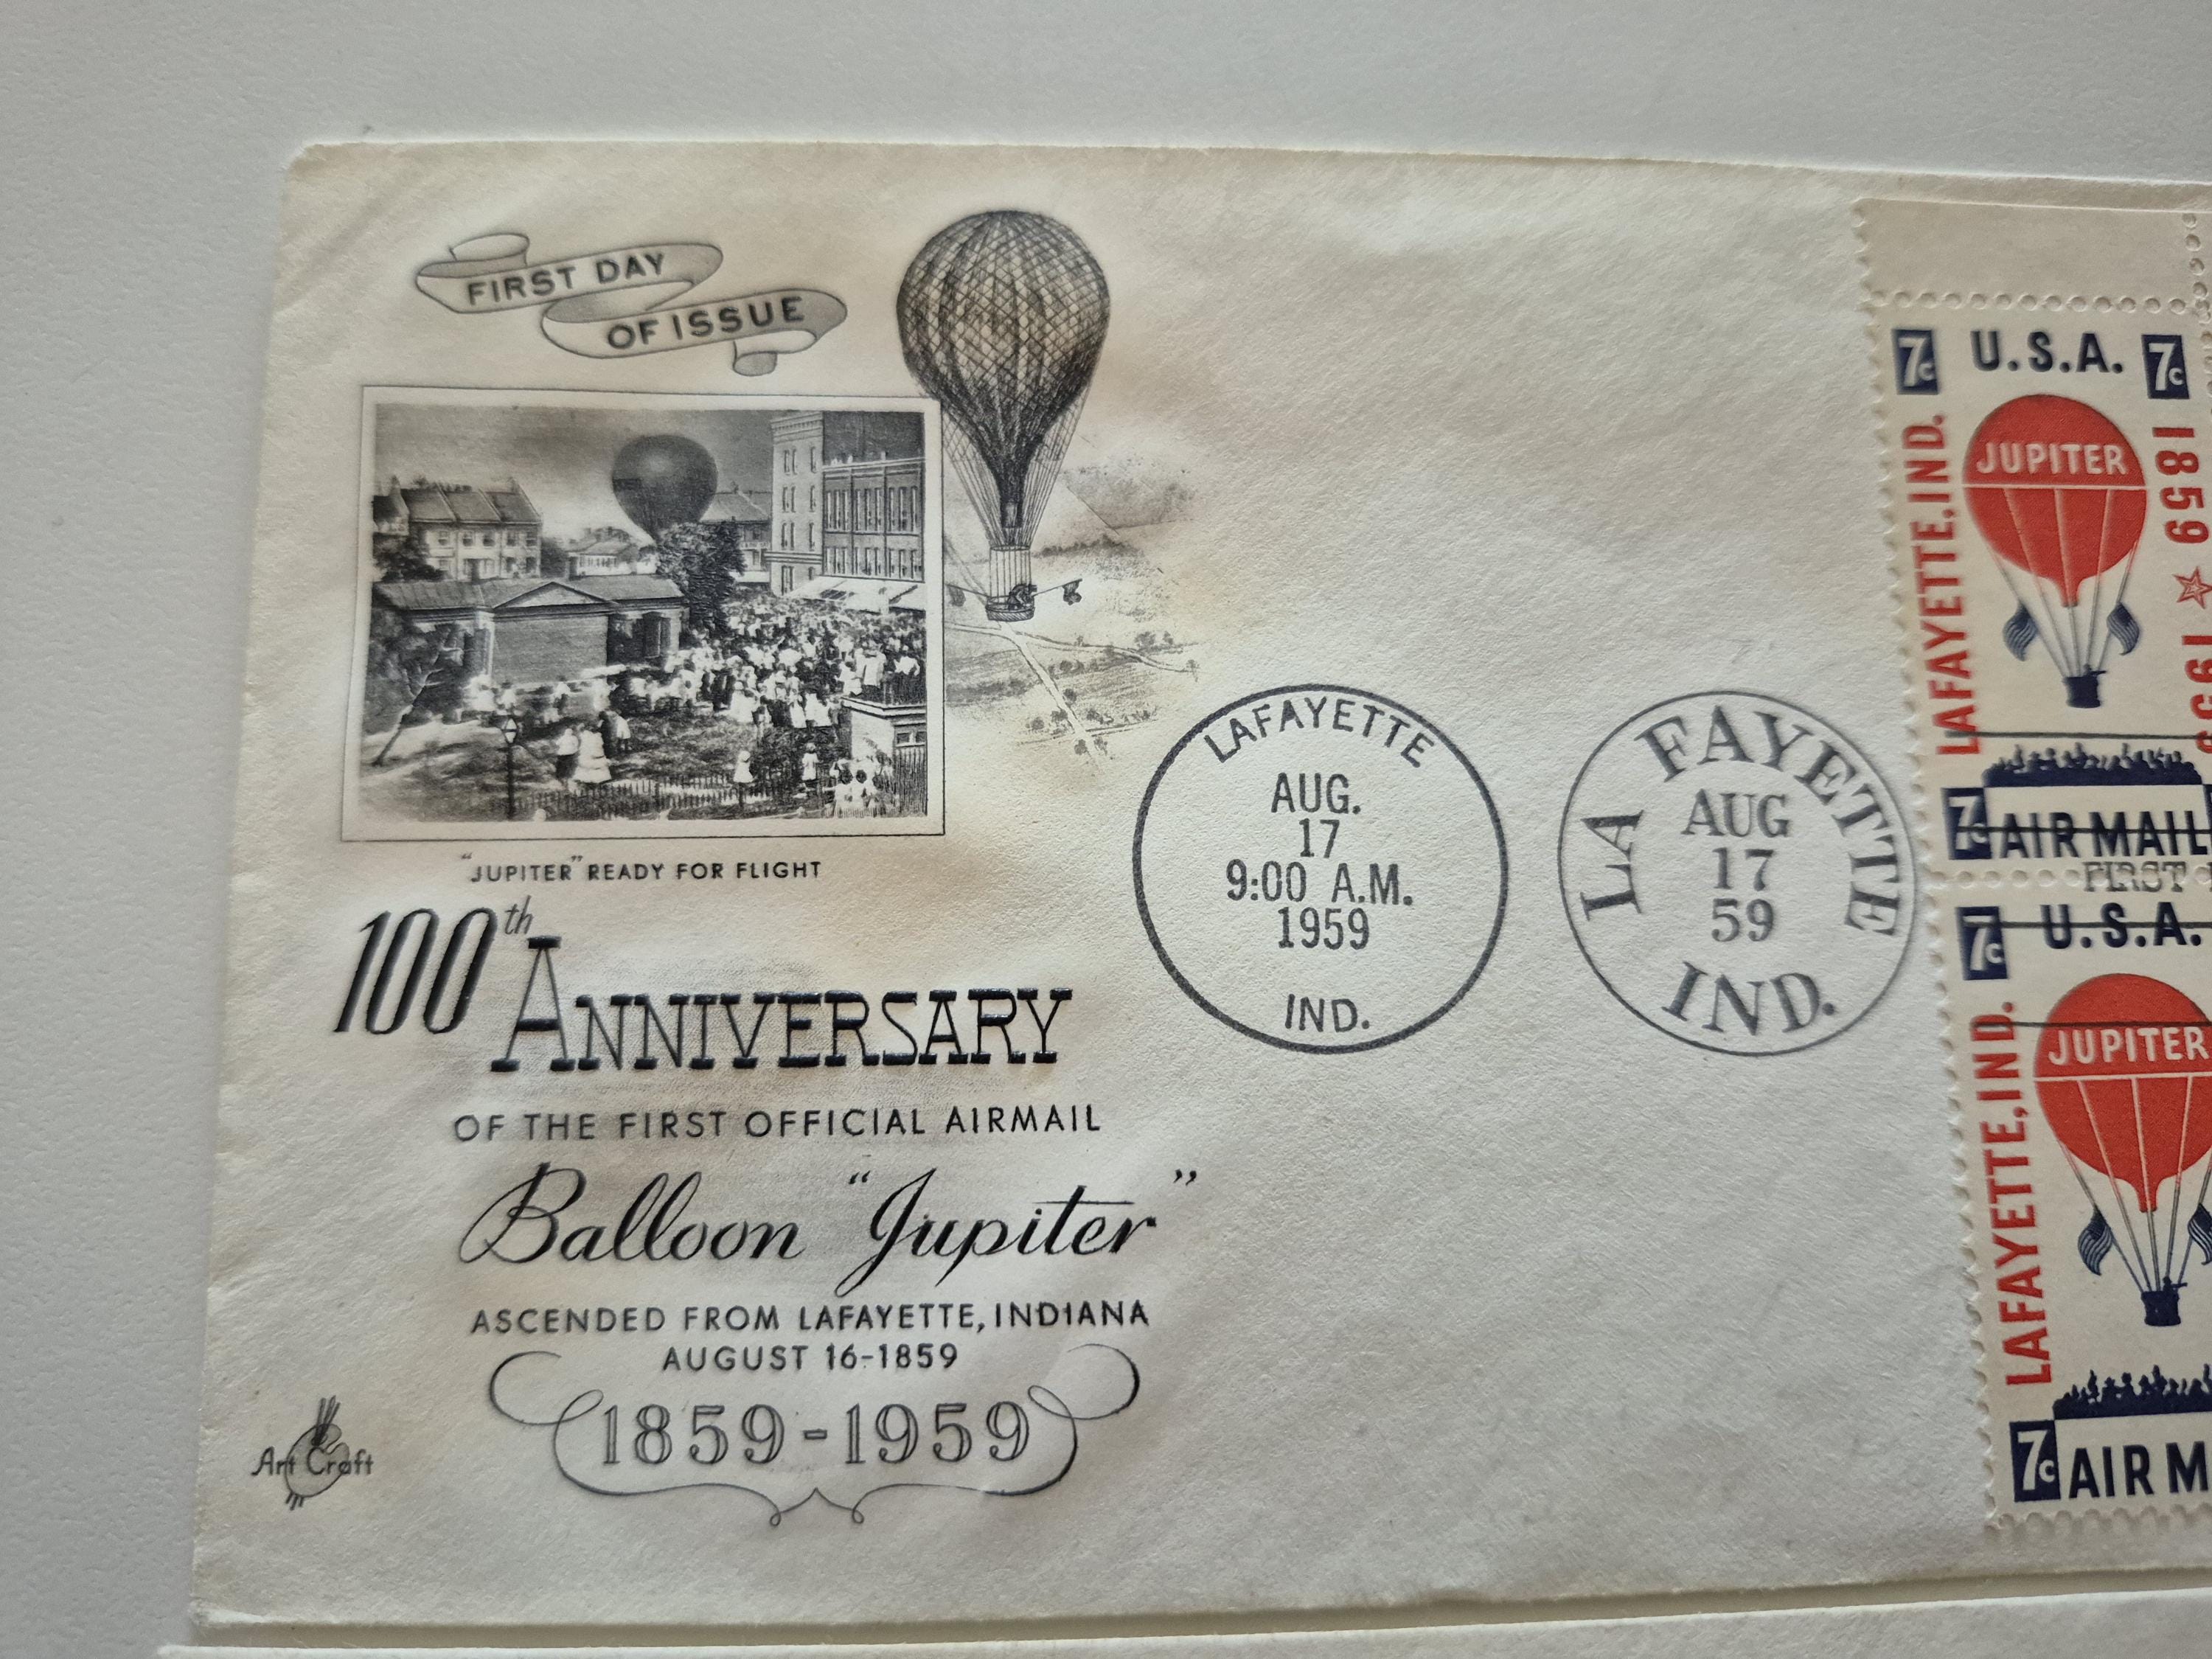 FIRST DAY
OF ISSUE
"JUPITER" READY FOR FLIGHT
100th
ANNIVERSARY
OF THE FIRST OFFICIAL AIRMAIL
Balloon "Jupiter"
ASCENDED FROM LAFAYETTE, INDIANA
AUGUST 16-1859
1859-1959
Art Craft
LAFAYETTE
AUG.
17
9:00 A.M.
1959
IND.
LA FAYETTE
AUG
17
59
IND.
7c U.S.A. 7c
LAFAYETTE, IND.
JUPITER
1859 ★
7c AIR MAIL
FIRST
7c U.S.A.
LAFAYETTE, IND.
JUPITER
7c AIR M